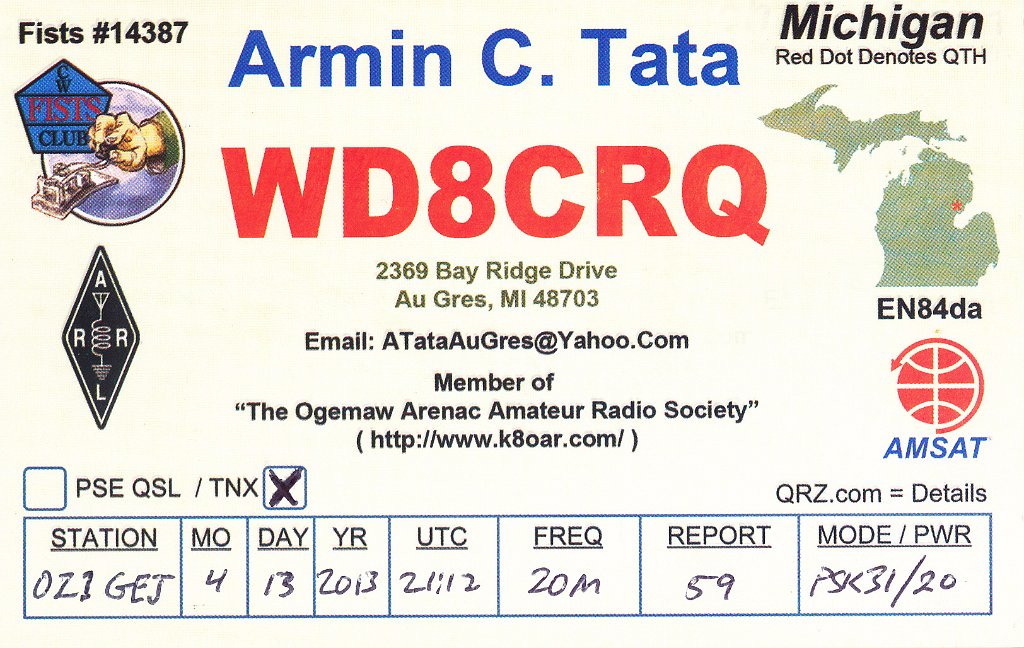 Fists #14387
Armin C. Tata
Michigan
Red Dot Denotes QTH
CW
FISTS
CLUB
WD8CRQ
2369 Bay Ridge Drive
Au Gres, MI 48703
EN84da
A
R R
L
Email: ATataAuGres@Yahoo.Com
Member of
“The Ogemaw Arenac Amateur Radio Society”
( http://www.k8oar.com/ )
AMSAT
PSE QSL / TNX X
QRZ.com = Details
STATION MO DAY YR UTC FREQ REPORT MODE / PWR
OZ1GEJ 4 13 2013 21:12 20M 59 PSK31/20